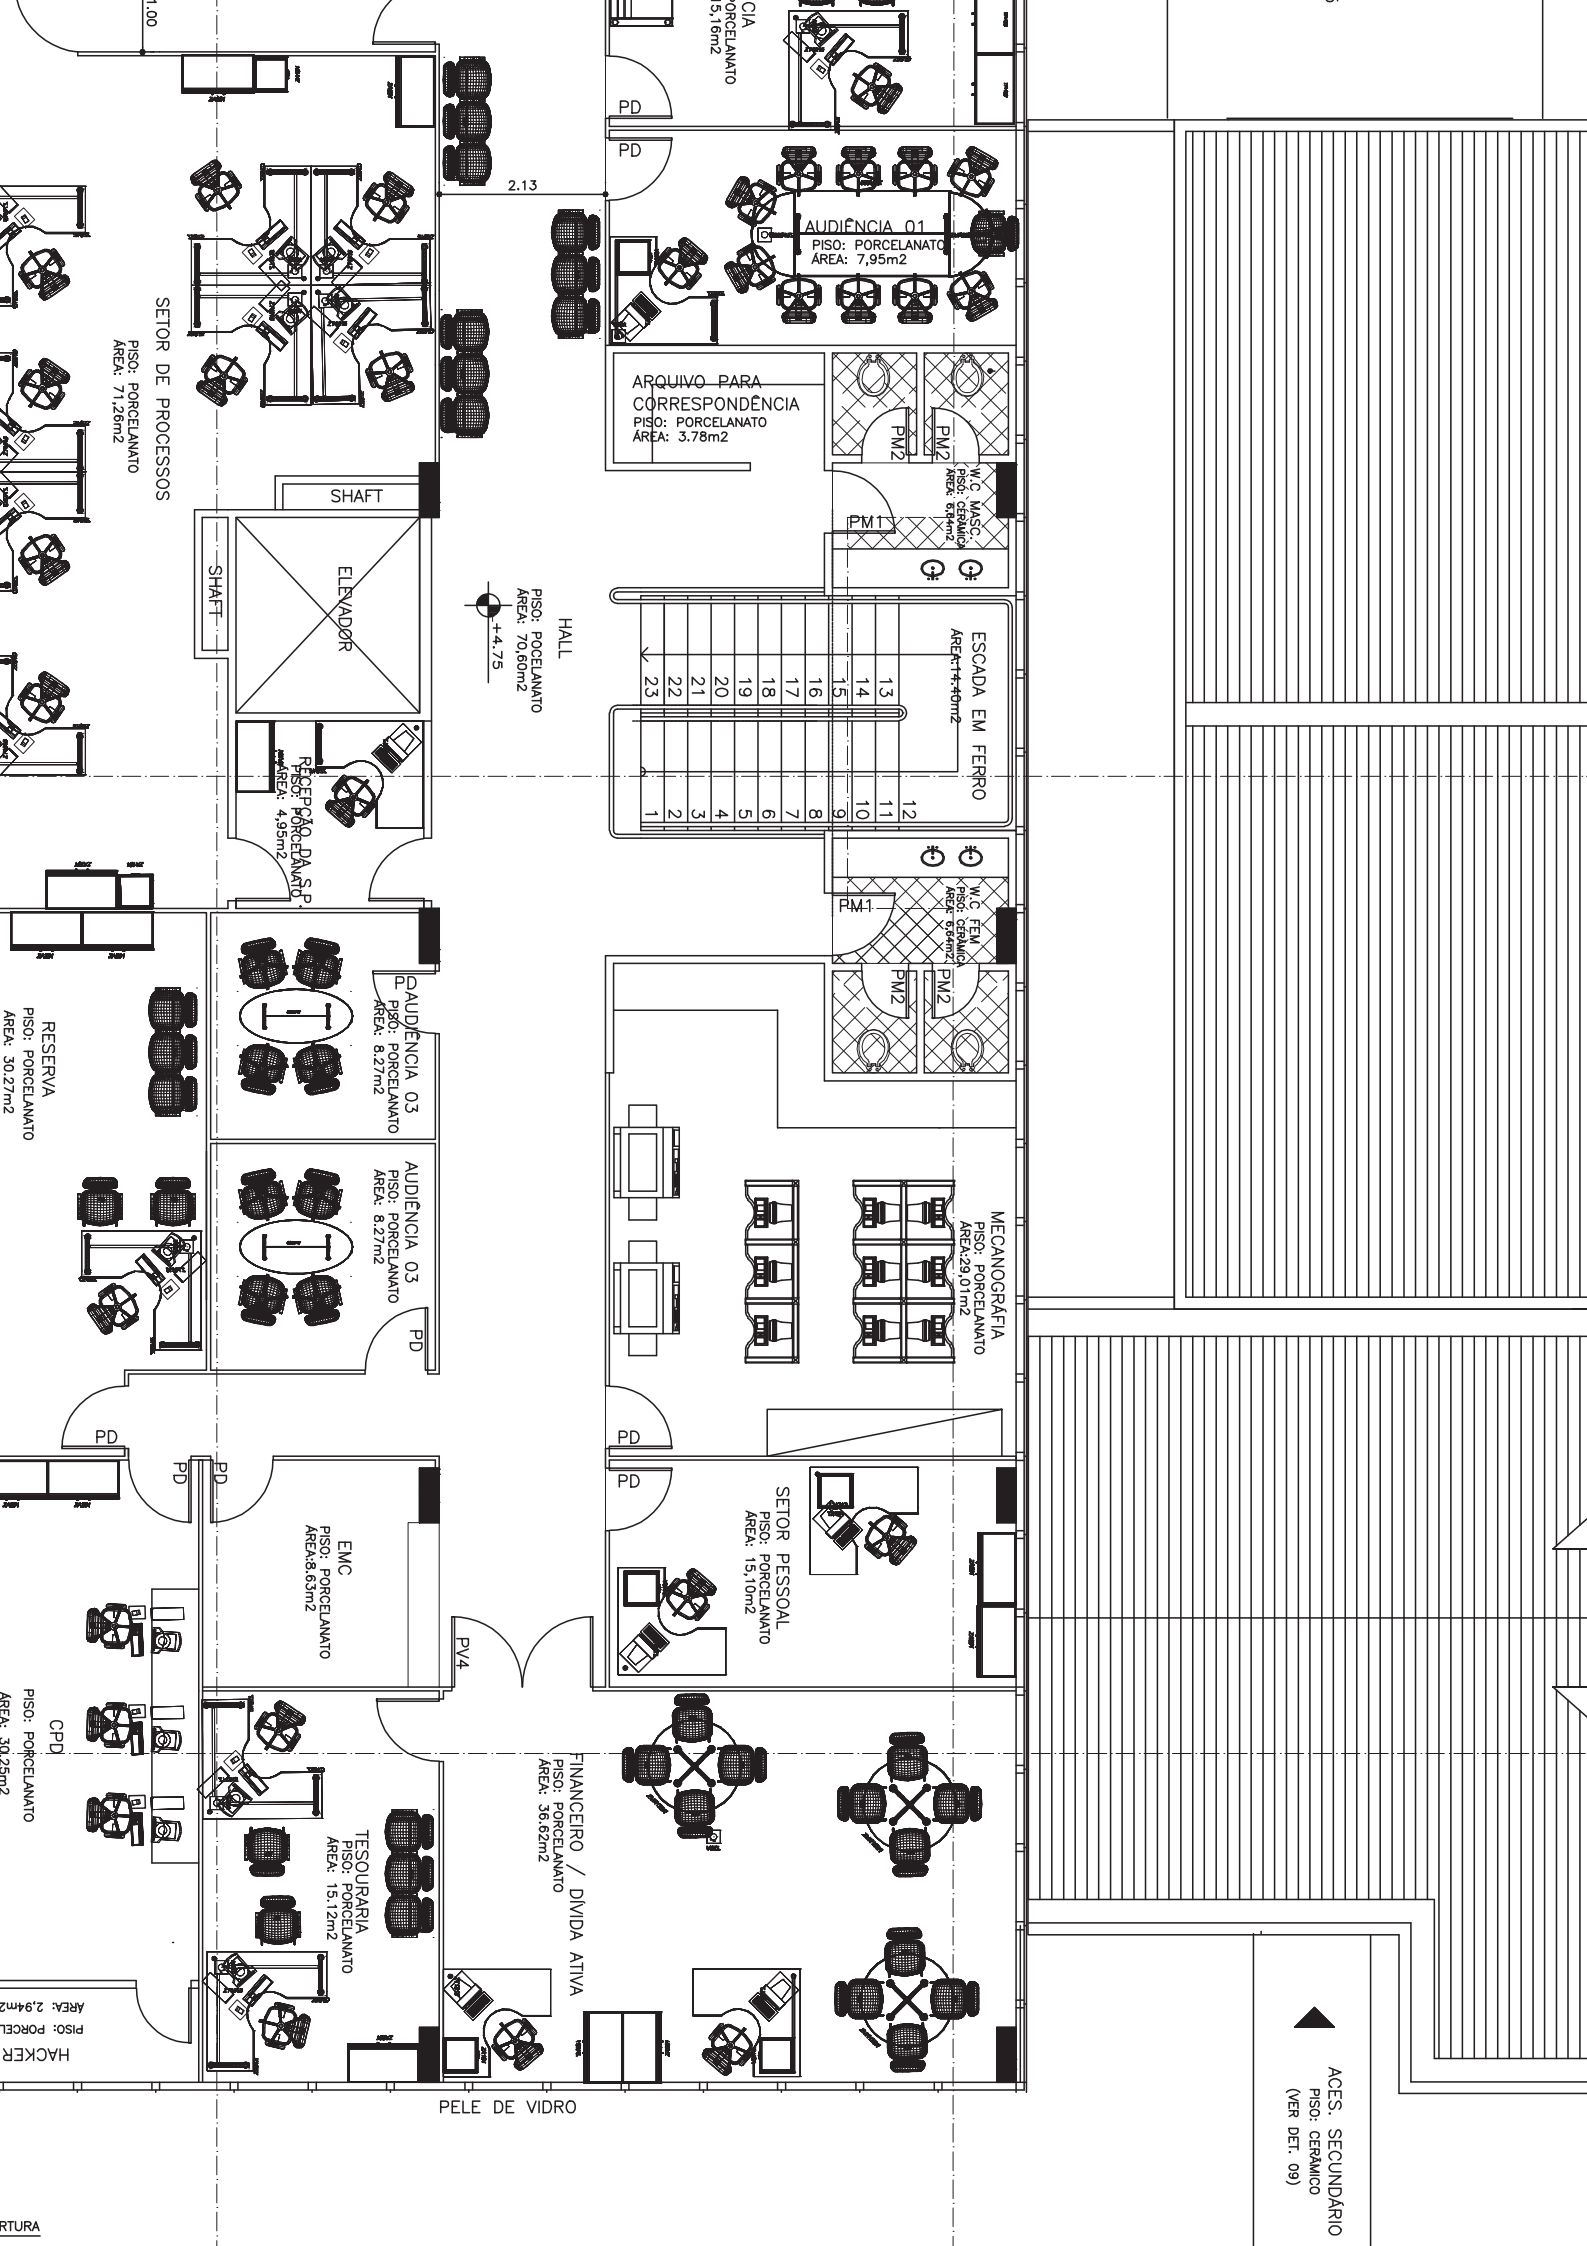 1.00
PORCELANATO
15,16m2
PD
PD
2.13
AUDIÊNCIA 01
PISO: PORCELANATO
ÁREA: 7,95m2
SETOR DE PROCESSOS
PISO: PORCELANATO
ÁREA: 71,26m2
ARQUIVO PARA
CORRESPONDÊNCIA
PISO: PORCELANATO
ÁREA: 3.78m2
PM2
PM2
W.C MASC.
PISO: CERÂMICA
ÁREA: 6,64m2
PM1
SHAFT
SHAFT
ELEVADOR
+4.75
HALL
PISO: POCELANATO
ÁREA: 70,60m2
ESCADA EM FERRO
ÁREA:14,40m2
23
22
21
20
19
18
17
16
15
14
13
1
2
3
4
5
6
7
8
9
10
11
12
RECEPÇÃO DA S.P.
PISO: PORCELANATO
ÁREA: 4,95m2
PM1
W.C FEM
PISO: CERÂMICA
ÁREA: 6,64m2
PM2
PM2
RESERVA
PISO: PORCELANATO
ÁREA: 30.27m2
PD
AUDIÊNCIA 03
PISO: PORCELANATO
ÁREA: 8.27m2
AUDIÊNCIA 03
PISO: PORCELANATO
ÁREA: 8.27m2
PD
MECANOGRÁFIA
PISO: PORCELANATO
ÁREA:29,01m2
PD
PD
PD
PD
PD
EMC
PISO: PORCELANATO
ÁREA:8.63m2
SETOR PESSOAL
PISO: PORCELANATO
ÁREA: 15,10m2
PV4
CPD
PISO: PORCELANATO
ÁREA: 30.25m2
TESOURARIA
PISO: PORCELANATO
ÁREA: 15.12m2
FINANCEIRO / DÍVIDA ATIVA
PISO: PORCELANATO
ÁREA: 36.62m2
HACKER
PISO: PORCEL
ÁREA: 2,94m2
PELE DE VIDRO
ACES. SECUNDÁRIO
PISO: CERÂMICO
(VER DET. 09)
RTURA